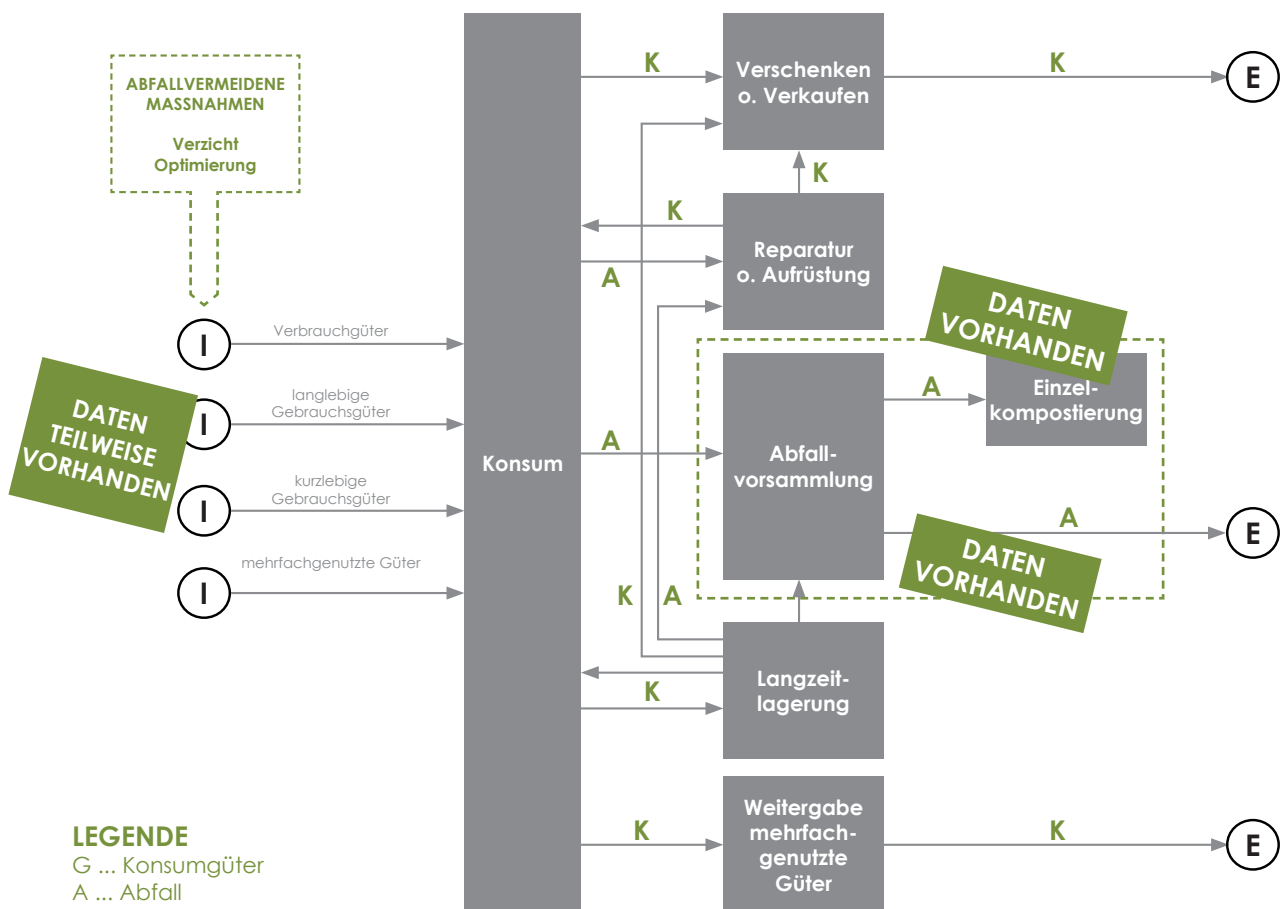 ABFALLVERMEIDENE
MASSNAHMEN
Verzicht
Optimierung
I
Verbrauchgüter
I
langlebige
Gebrauchsgüter
I
kurzlebige
Gebrauchsgüter
I
mehrfachgenutzte Güter
DATEN
TEILWEISE
VORHANDEN
Konsum
K
Verschenken
o. Verkaufen
K
E
K
K
Reparatur
o. Aufrüstung
A
DATEN
VORHANDEN
A
Abfall-
vorsammlung
A
Einzel-
kompostierung
A
E
DATEN
VORHANDEN
K
A
Langzeit-
lagerung
K
K
Weitergabe
mehrfach-
genutzte
Güter
K
E
LEGENDE
G ... Konsumgüter
A ... Abfall